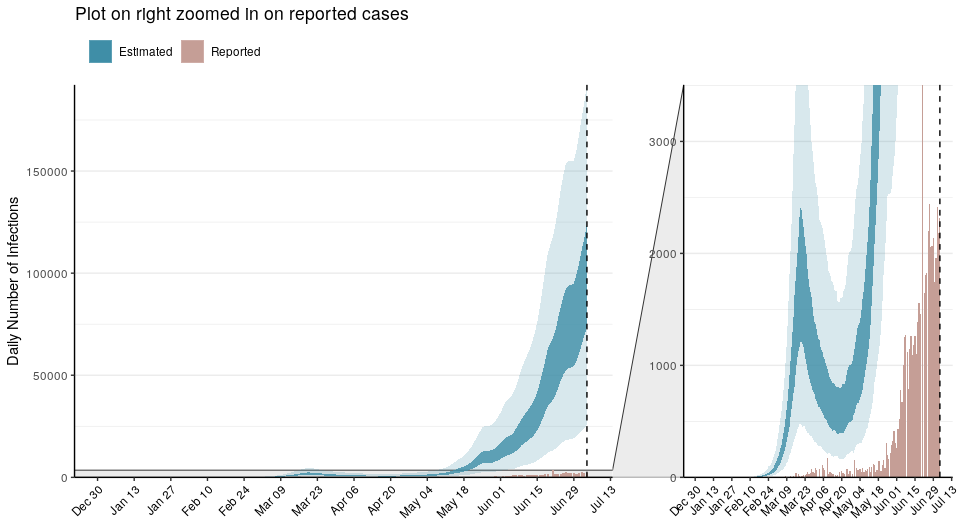 Plot on right zoomed in on reported cases
Estimated Reported
Daily Number of Infections
150000
100000
50000
0
Dec 30 Jan 13 Jan 27 Feb 10 Feb 24 Mar 09 Mar 23 Apr 06 Apr 20 May 04 May 18 Jun 01 Jun 15 Jun 29 Jul 13
3000
2000
1000
0
Dec 30 Jan 13 Jan 27 Feb 10 Feb 24 Mar 09 Mar 23 Apr 06 Apr 20 May 04 May 18 Jun 01 Jun 15 Jun 29 Jul 13